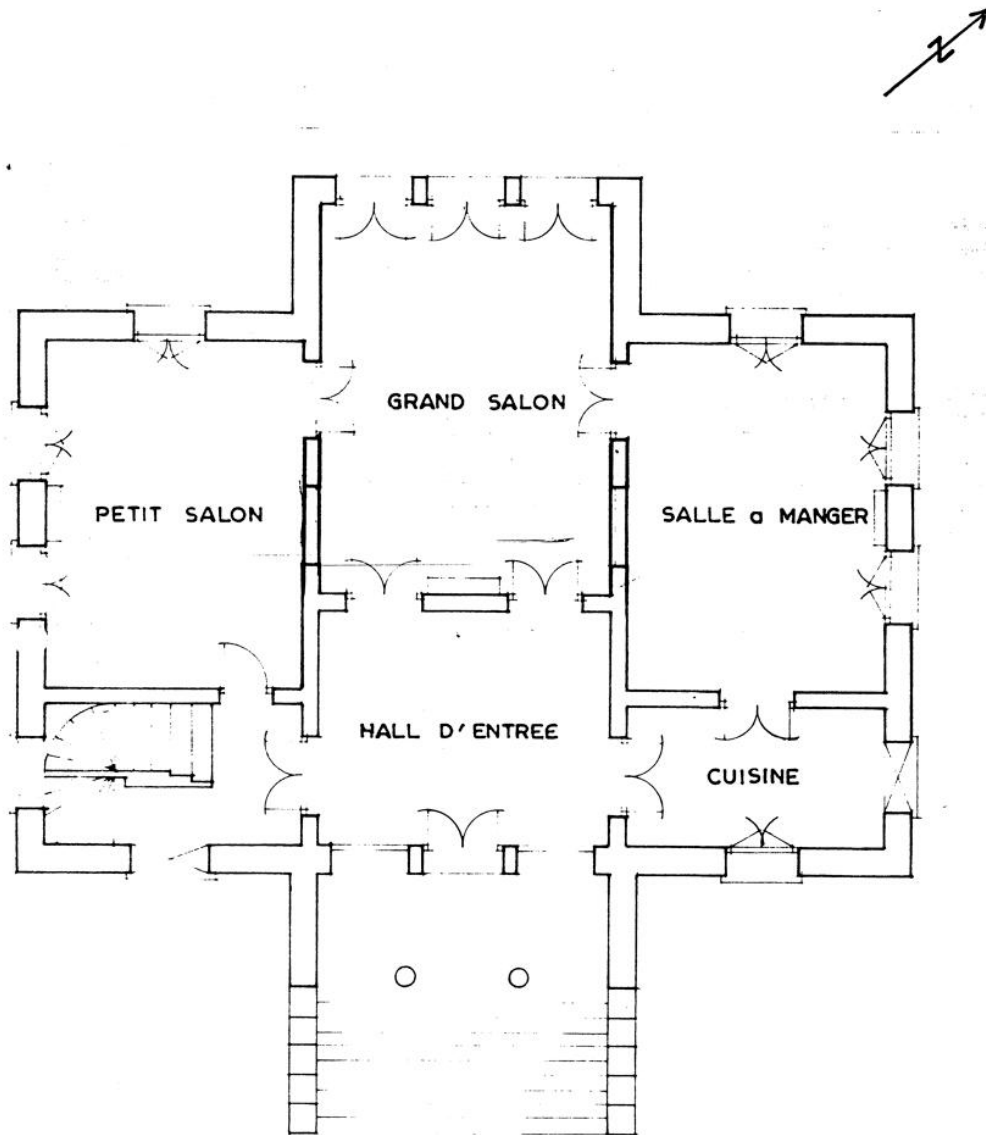 N
GRAND SALON
PETIT SALON
SALLE a MANGER
HALL D'ENTREE
CUISINE